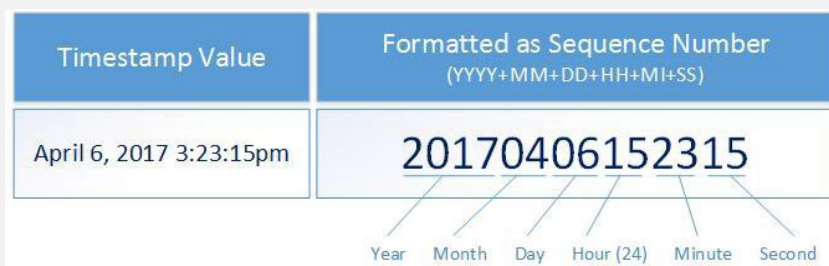 Timestamp Value
Formatted as Sequence Number
(YYYY+MM+DD+HH+MI+SS)
April 6, 2017 3:23:15pm
20170406152315
Year Month Day Hour (24) Minute Second